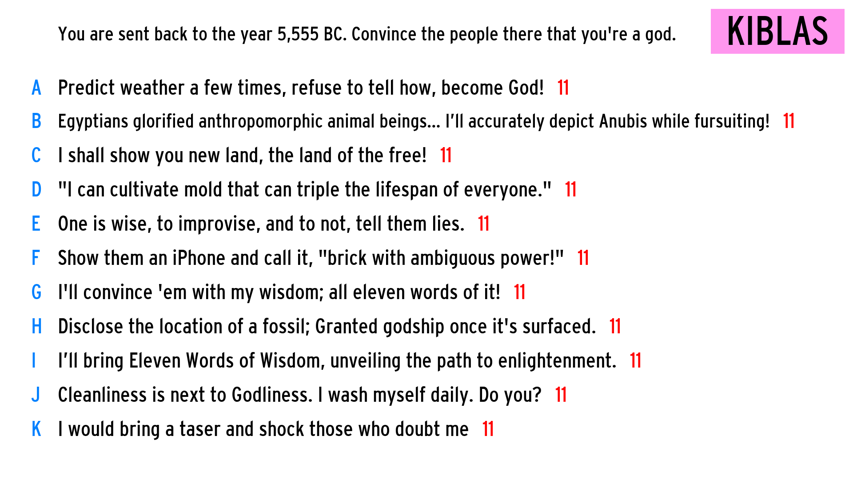 You are sent back to the year 5,555 BC. Convince the people there that you're a god.
KIBLAS
A Predict weather a few times, refuse to tell how, become God! 11
B Egyptians glorified anthropomorphic animal beings... I’ll accurately depict Anubis while fursuiting! 11
C I shall show you new land, the land of the free! 11
D "I can cultivate mold that can triple the lifespan of everyone." 11
E One is wise, to improvise, and to not, tell them lies. 11
F Show them an iPhone and call it, "brick with ambiguous power!" 11
G I'll convince 'em with my wisdom; all eleven words of it! 11
H Disclose the location of a fossil; Granted godship once it's surfaced. 11
I I’ll bring Eleven Words of Wisdom, unveiling the path to enlightenment. 11
J Cleanliness is next to Godliness. I wash myself daily. Do you? 11
K I would bring a taser and shock those who doubt me 11